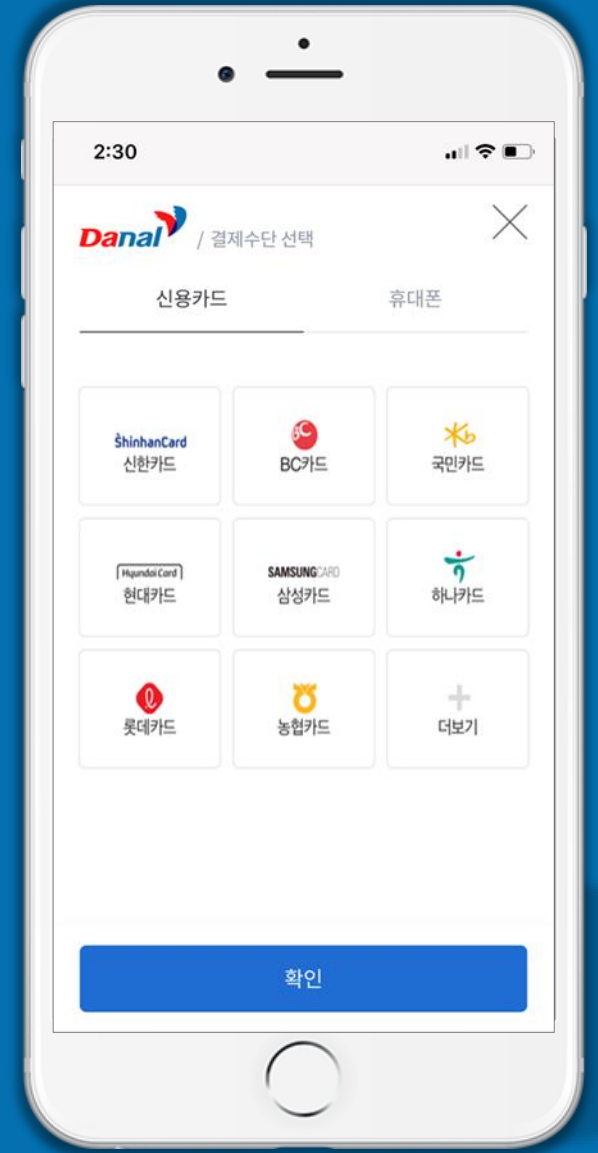 2:30
Danal / 결제수단 선택
신용카드 휴대폰
ShinhanCard
신한카드
BC
BC카드
Kb
국민카드
Hyundai Card
현대카드
SAMSUNG CARD
삼성카드
하나카드
롯데카드
농협카드
더보기
확인